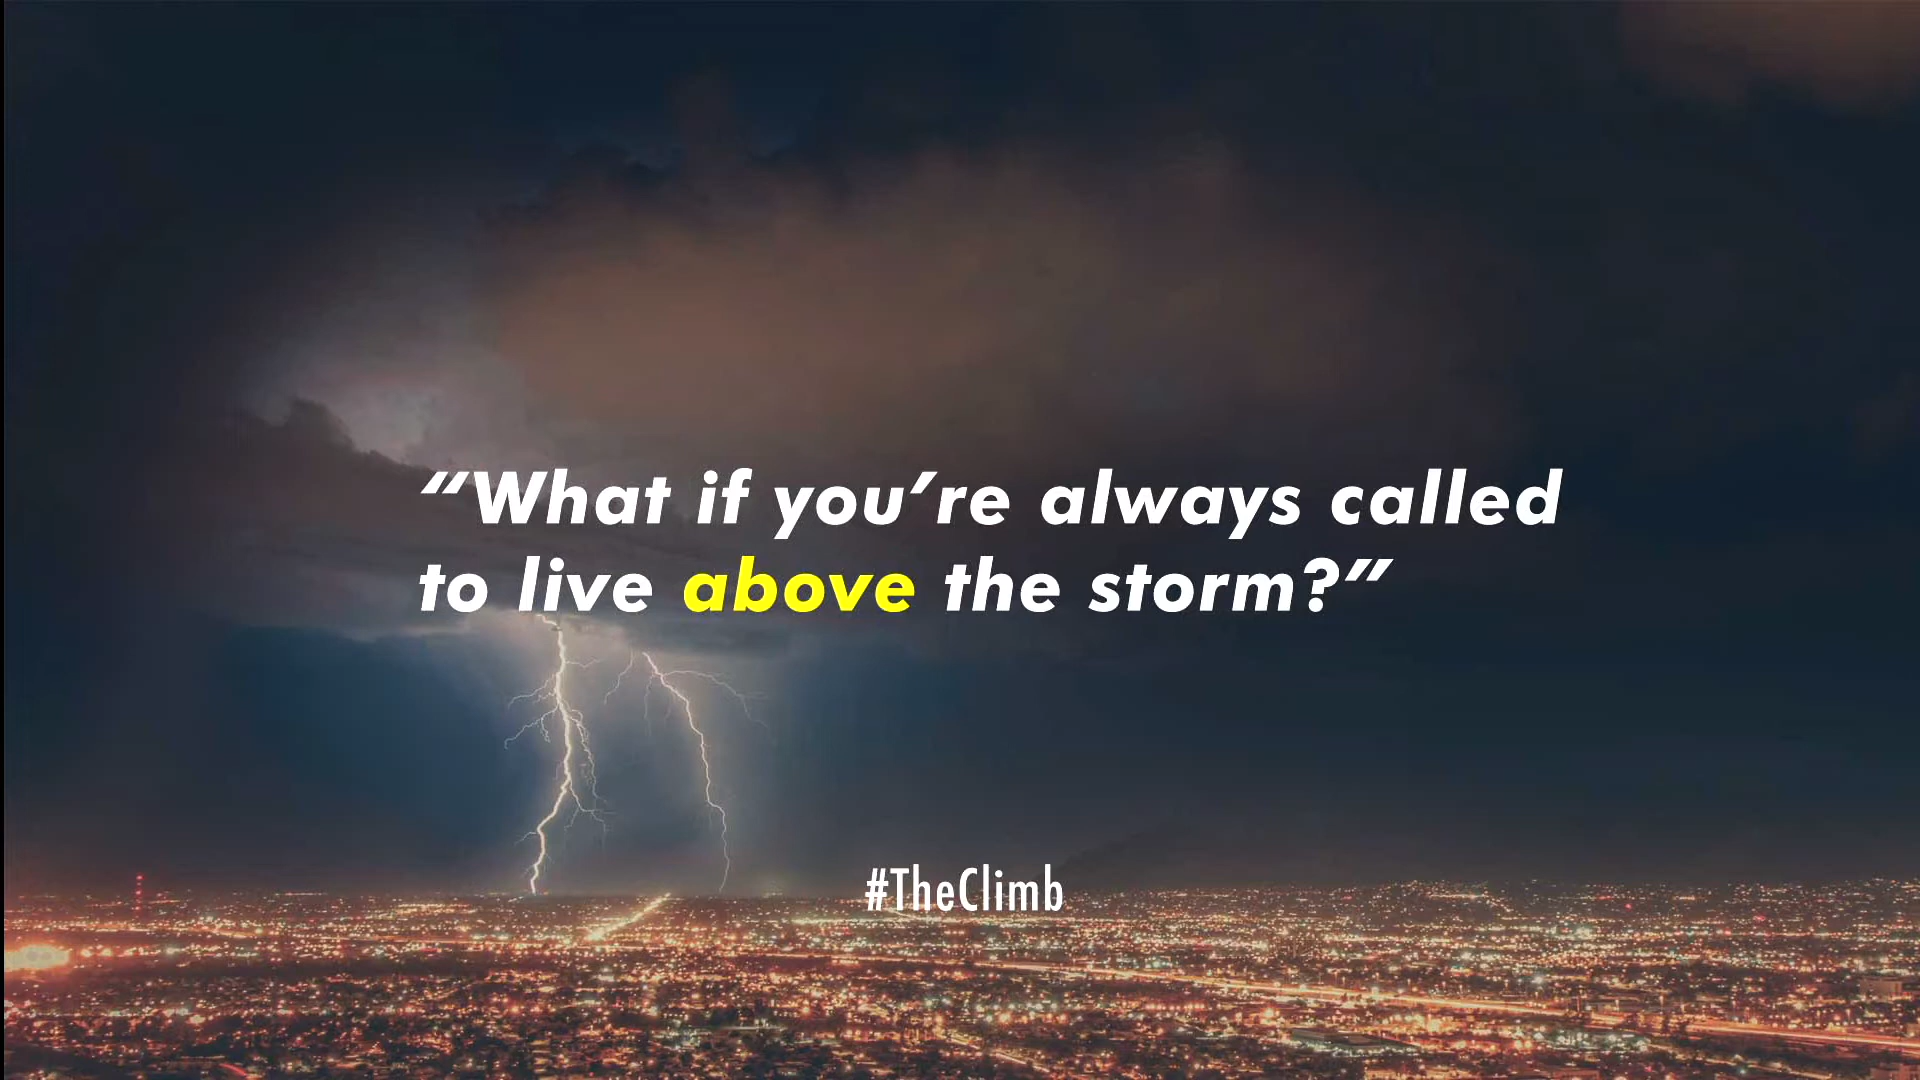 “What if you’re always called
to live above the storm?”
#TheClimb